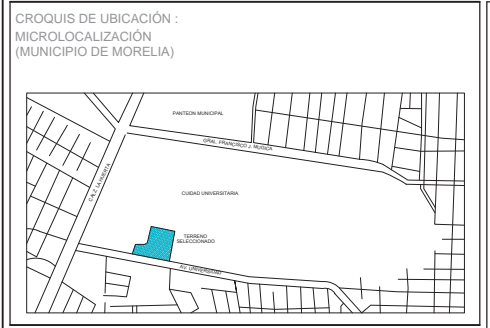 CROQUIS DE UBICACIÓN :
MICROLOCALIZACIÓN
(MUNICIPIO DE MORELIA)
PANTEON MUNICIPAL
GRAL. FRANCISCO J. MUGICA
CALZ. LA HUERTA
CUIDAD UNIVERSITARIA
TERRENO
SELECCIONADO
AV. UNIVERSIDAD